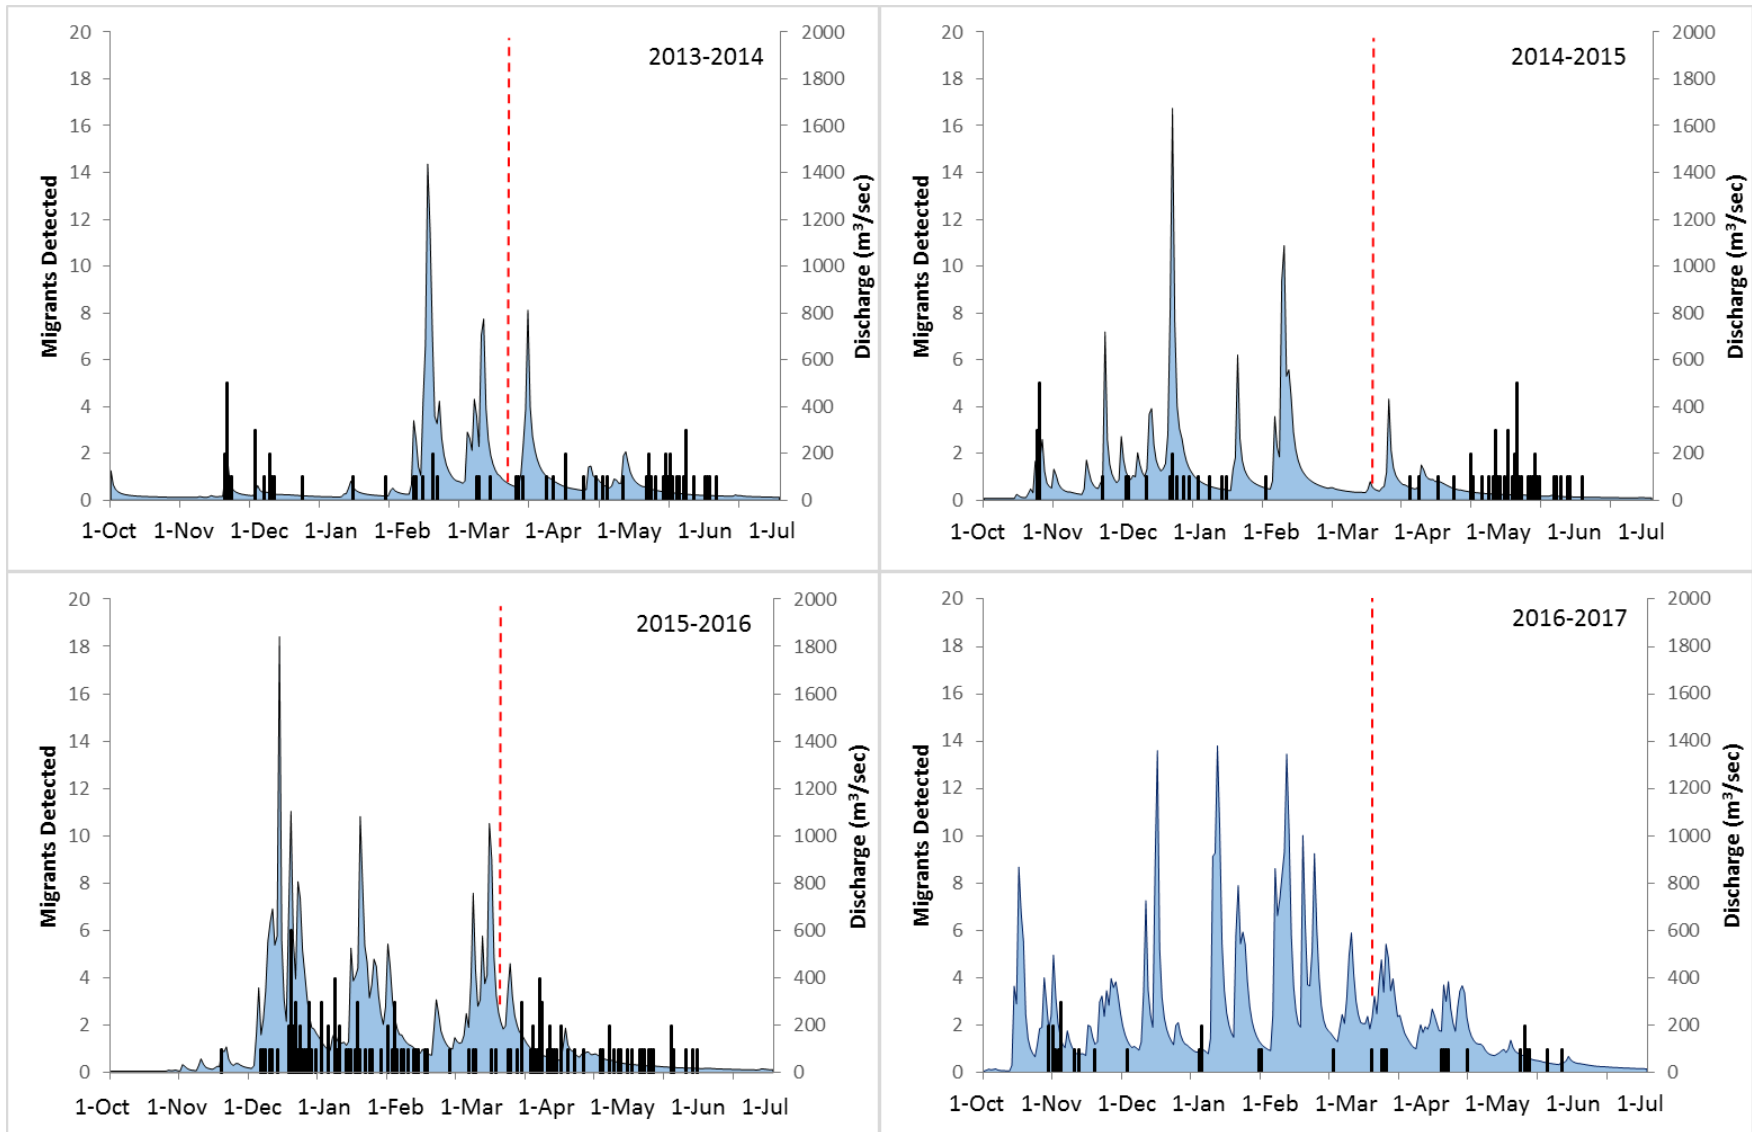 2013-2014
20 18 16 14 12 10 8 6 4 2 0
Migrants Detected
2000 1800 1600 1400 1200 1000 800 600 400 200 0
Discharge (m³/sec)
1-Oct 1-Nov 1-Dec 1-Jan 1-Feb 1-Mar 1-Apr 1-May 1-Jun 1-Jul
2014-2015
20 18 16 14 12 10 8 6 4 2 0
Migrants Detected
2000 1800 1600 1400 1200 1000 800 600 400 200 0
Discharge (m³/sec)
1-Oct 1-Nov 1-Dec 1-Jan 1-Feb 1-Mar 1-Apr 1-May 1-Jun 1-Jul
2015-2016
20 18 16 14 12 10 8 6 4 2 0
Migrants Detected
2000 1800 1600 1400 1200 1000 800 600 400 200 0
Discharge (m³/sec)
1-Oct 1-Nov 1-Dec 1-Jan 1-Feb 1-Mar 1-Apr 1-May 1-Jun 1-Jul
2016-2017
20 18 16 14 12 10 8 6 4 2 0
Migrants Detected
2000 1800 1600 1400 1200 1000 800 600 400 200 0
Discharge (m³/sec)
1-Oct 1-Nov 1-Dec 1-Jan 1-Feb 1-Mar 1-Apr 1-May 1-Jun 1-Jul